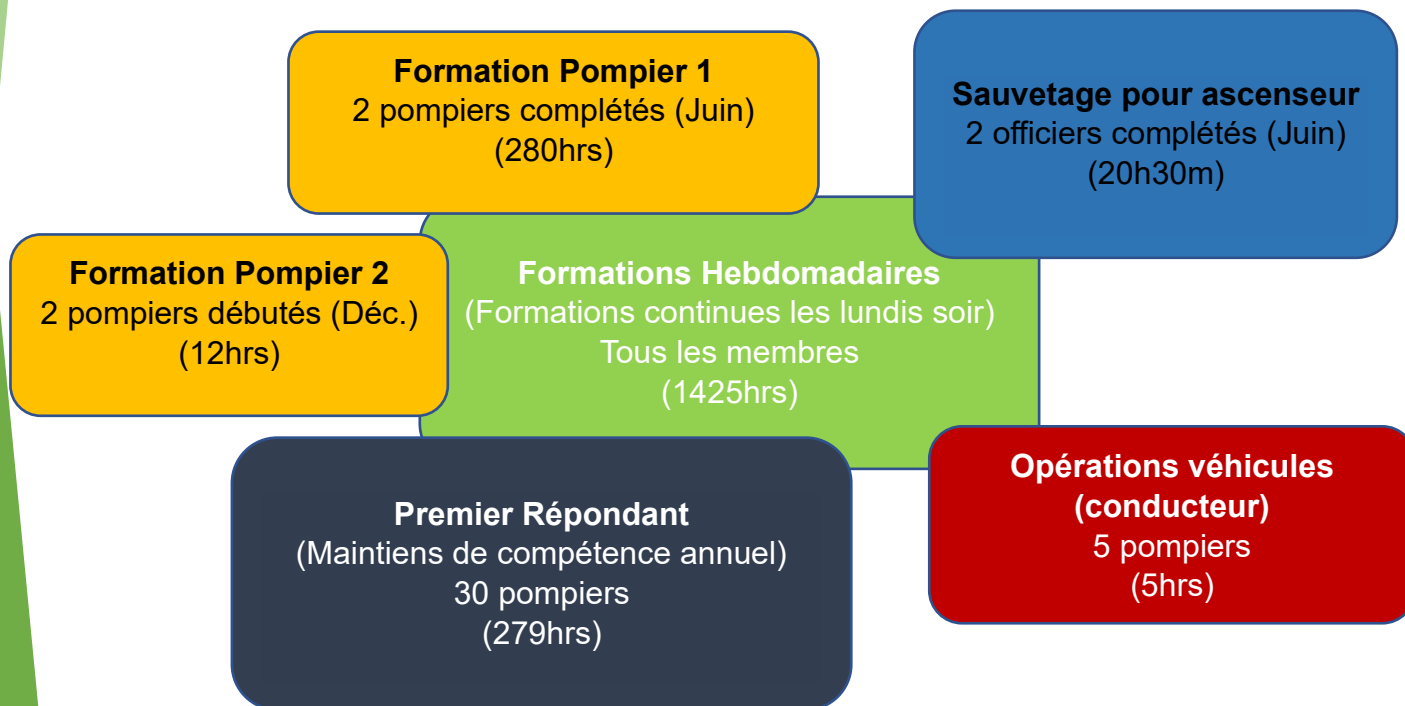 Formation Pompier 1
2 pompiers complétés (Juin)
(280hrs)
Sauvetage pour ascenseur
2 officiers complétés (Juin)
(20h30m)
Formation Pompier 2
2 pompiers débutés (Déc.)
(12hrs)
Formations Hebdomadaires
(Formations continues les lundis soir)
Tous les membres
(1425hrs)
Premier Répondant
(Maintiens de compétence annuel)
30 pompiers
(279hrs)
Opérations véhicules
(conducteur)
5 pompiers
(5hrs)